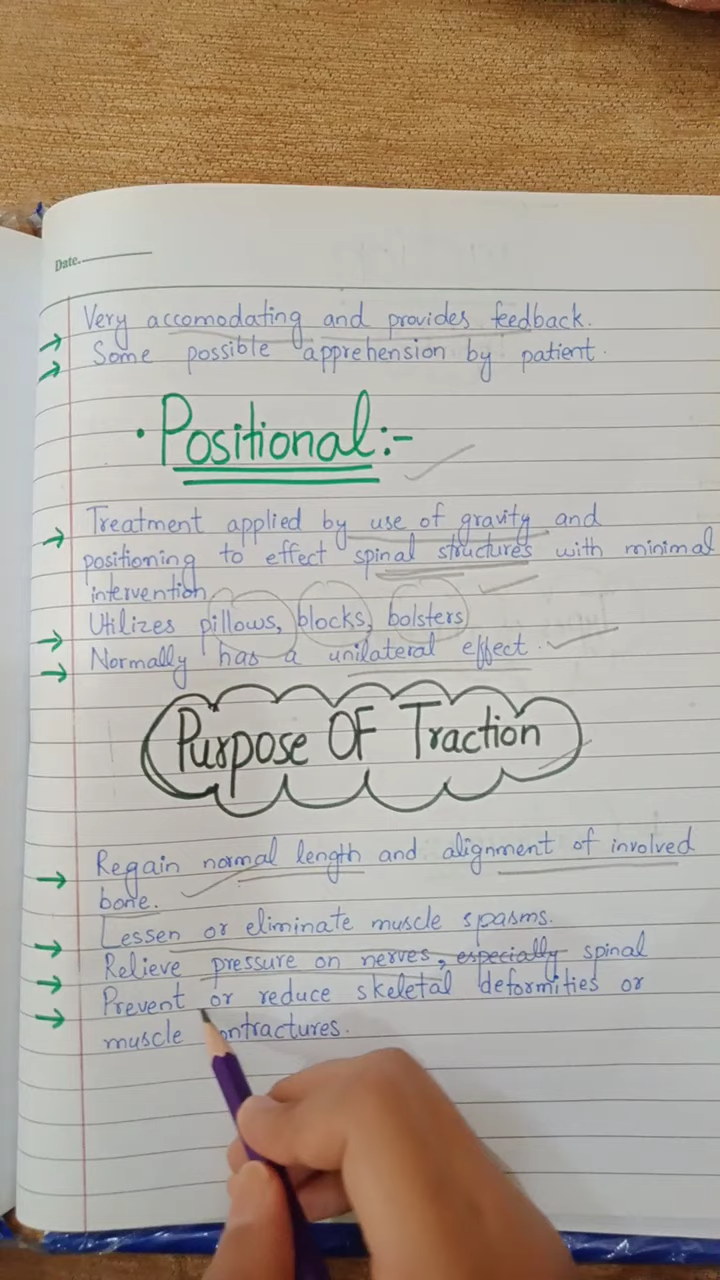 Date.
Very accomodating and provides feedback.
Some possible apprehension by patient.
Positional:-
Treatment applied by use of gravity and
positioning to effect spinal structures with minimal
intervention
Utilizes pillows, blocks, bolsters
Normally has a unilateral effect.
Purpose OF Traction
Regain normal length and alignment of involved
bone.
Lessen or eliminate muscle spasms.
Relieve pressure on nerves, especially spinal
Prevent or reduce skeletal deformities or
muscle ontractures.